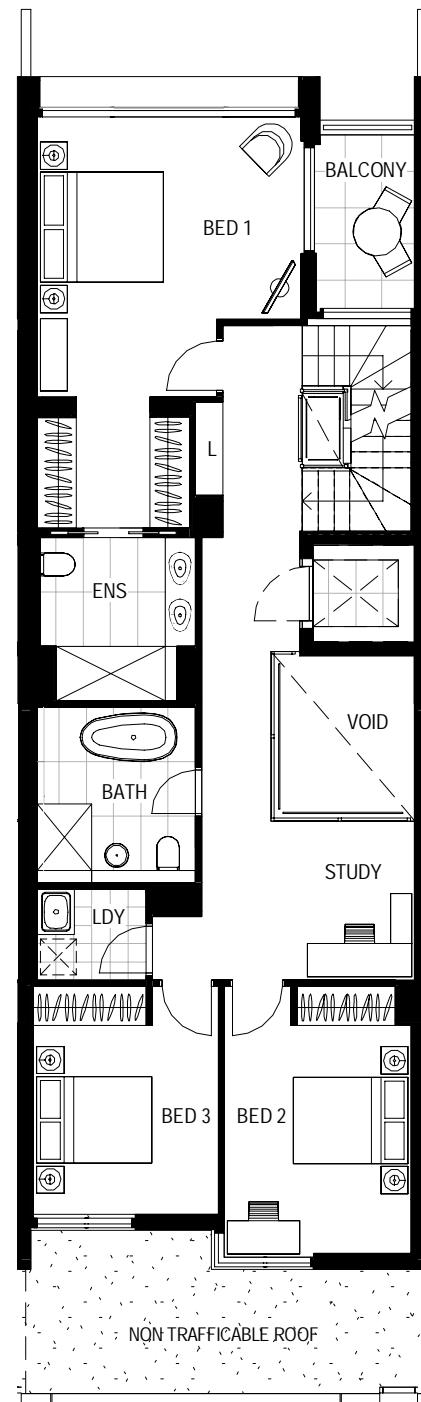 BALCONY
BED 1
L
ENS
VOID
BATH
STUDY
LDY
BED 3
BED 2
NON TRAFFICABLE ROOF